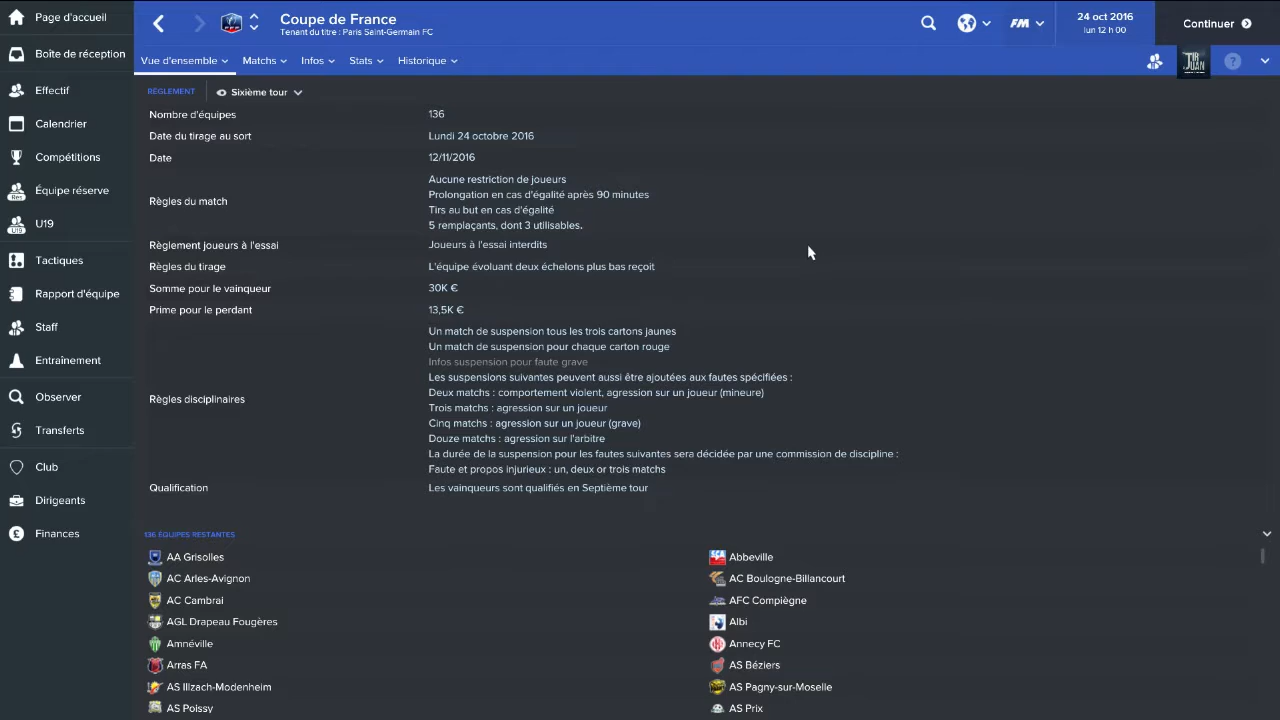 Page d'accueil
Boîte de réception
Effectif
Calendrier
Compétitions
Équipe réserve
U19
Tactiques
Rapport d'équipe
Staff
Entraînement
Observer
Transferts
Club
Dirigeants
Finances
Coupe de France
Tenant du titre : Paris Saint-Germain FC
FM
24 oct 2016
lun 12 h 00
Continuer
Vue d'ensemble
Matchs
Infos
Stats
Historique
RÈGLEMENT
Sixième tour
Nombre d'équipes 136
Date du tirage au sort Lundi 24 octobre 2016
Date 12/11/2016
Règles du match
Aucune restriction de joueurs
Prolongation en cas d'égalité après 90 minutes
Tirs au but en cas d'égalité
5 remplaçants, dont 3 utilisables.
Règlement joueurs à l'essai Joueurs à l'essai interdits
Règles du tirage L'équipe évoluant deux échelons plus bas reçoit
Somme pour le vainqueur 30K €
Prime pour le perdant 13,5K €
Règles disciplinaires
Un match de suspension tous les trois cartons jaunes
Un match de suspension pour chaque carton rouge
Infos suspension pour faute grave
Les suspensions suivantes peuvent aussi être ajoutées aux fautes spécifiées :
Deux matchs : comportement violent, agression sur un joueur (mineure)
Trois matchs : agression sur un joueur
Cinq matchs : agression sur un joueur (grave)
Douze matchs : agression sur l'arbitre
La durée de la suspension pour les fautes suivantes sera décidée par une commission de discipline :
Faute et propos injurieux : un, deux or trois matchs
Qualification Les vainqueurs sont qualifiés en Septième tour
136 ÉQUIPES RESTANTES
AA Grisolles Abbeville
AC Arles-Avignon AC Boulogne-Billancourt
AC Cambrai AFC Compiègne
AGL Drapeau Fougères Albi
Amnéville Annecy FC
Arras FA AS Béziers
AS Illzach-Modenheim AS Pagny-sur-Moselle
AS Poissy AS Prix